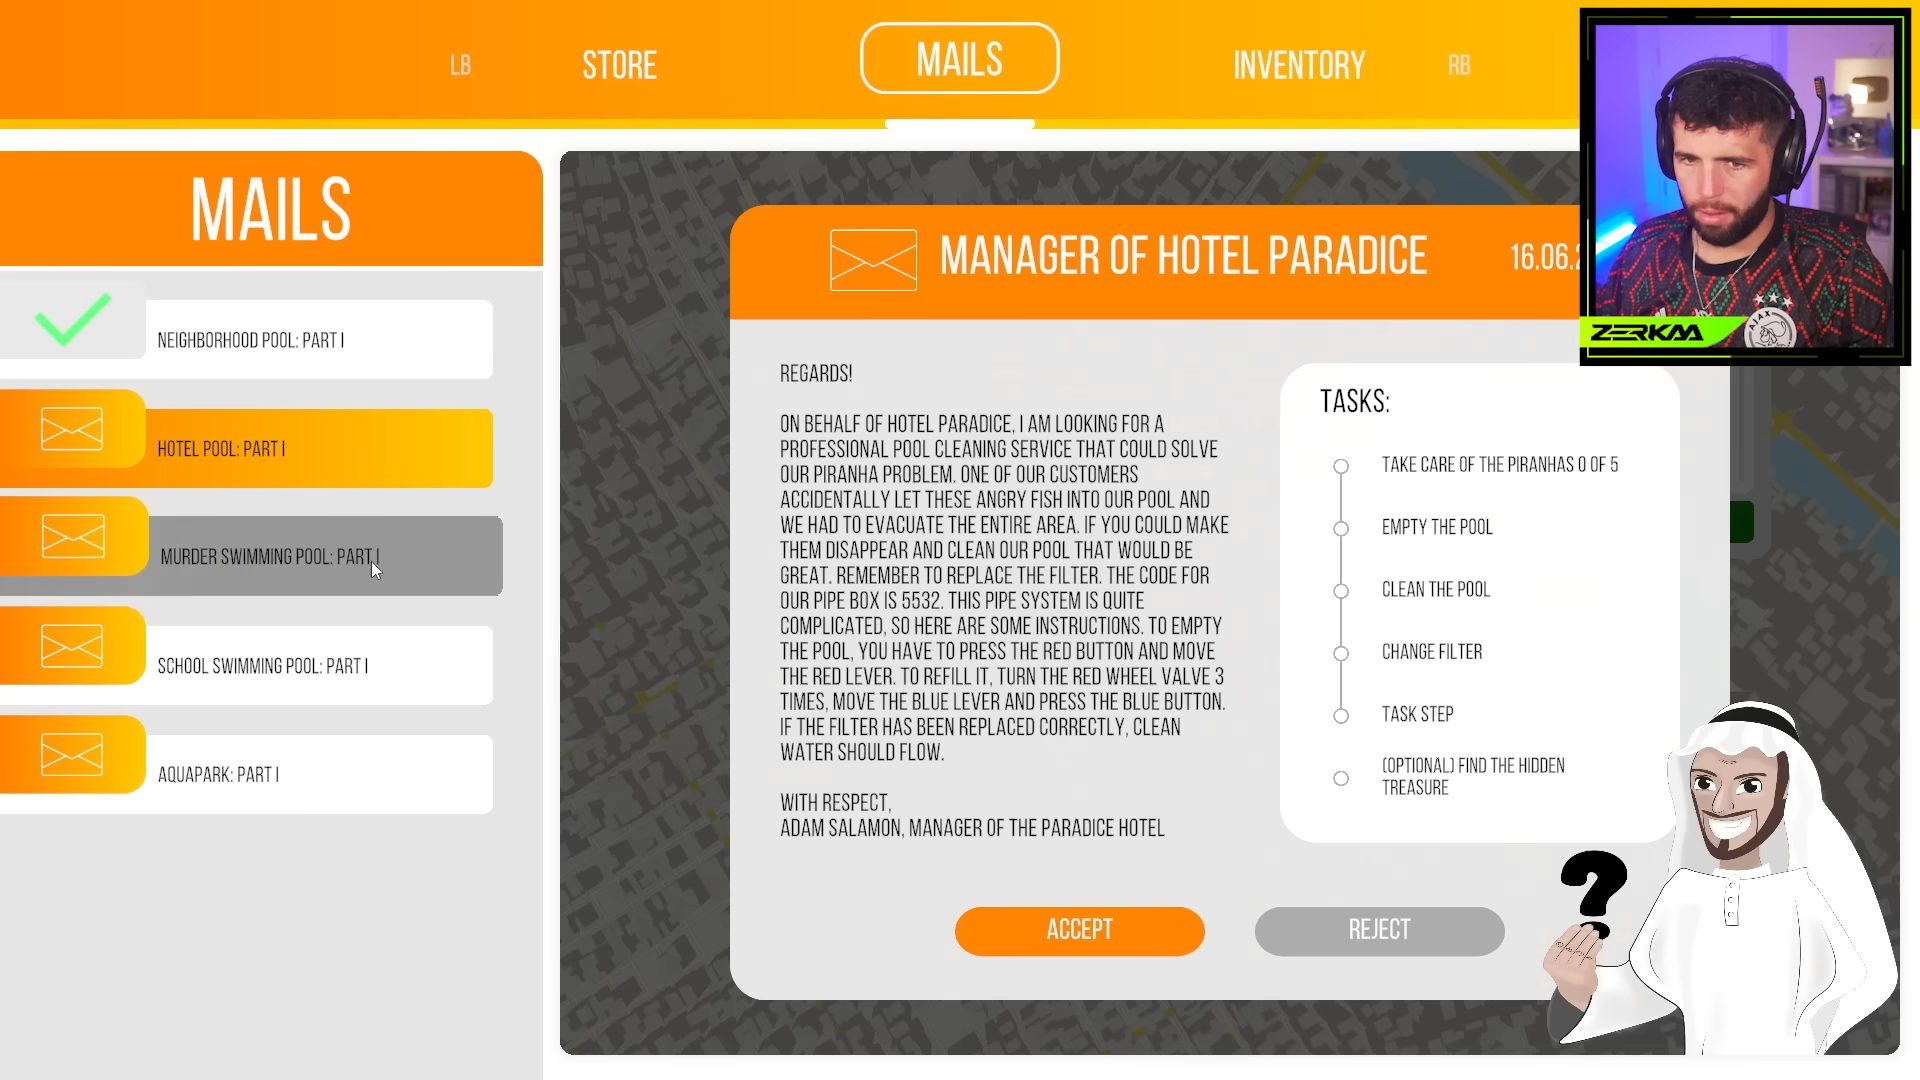 LB
STORE
MAILS
INVENTORY
RB
MAILS
NEIGHBORHOOD POOL: PART I
HOTEL POOL: PART I
MURDER SWIMMING POOL: PART I
SCHOOL SWIMMING POOL: PART I
AQUAPARK: PART I
MANAGER OF HOTEL PARADICE
16.06.
REGARDS!
ON BEHALF OF HOTEL PARADICE, I AM LOOKING FOR A
PROFESSIONAL POOL CLEANING SERVICE THAT COULD SOLVE
OUR PIRANHA PROBLEM. ONE OF OUR CUSTOMERS
ACCIDENTALLY LET THESE ANGRY FISH INTO OUR POOL AND
WE HAD TO EVACUATE THE ENTIRE AREA. IF YOU COULD MAKE
THEM DISAPPEAR AND CLEAN OUR POOL THAT WOULD BE
GREAT. REMEMBER TO REPLACE THE FILTER. THE CODE FOR
OUR PIPE BOX IS 5532. THIS PIPE SYSTEM IS QUITE
COMPLICATED, SO HERE ARE SOME INSTRUCTIONS. TO EMPTY
THE POOL, YOU HAVE TO PRESS THE RED BUTTON AND MOVE
THE RED LEVER. TO REFILL IT, TURN THE RED WHEEL VALVE 3
TIMES, MOVE THE BLUE LEVER AND PRESS THE BLUE BUTTON.
IF THE FILTER HAS BEEN REPLACED CORRECTLY, CLEAN
WATER SHOULD FLOW.
WITH RESPECT,
ADAM SALAMON, MANAGER OF THE PARADICE HOTEL
TASKS:
TAKE CARE OF THE PIRANHAS 0 OF 5
EMPTY THE POOL
CLEAN THE POOL
CHANGE FILTER
TASK STEP
(OPTIONAL) FIND THE HIDDEN
TREASURE
ACCEPT
REJECT
ZERKAA
AJAX
?